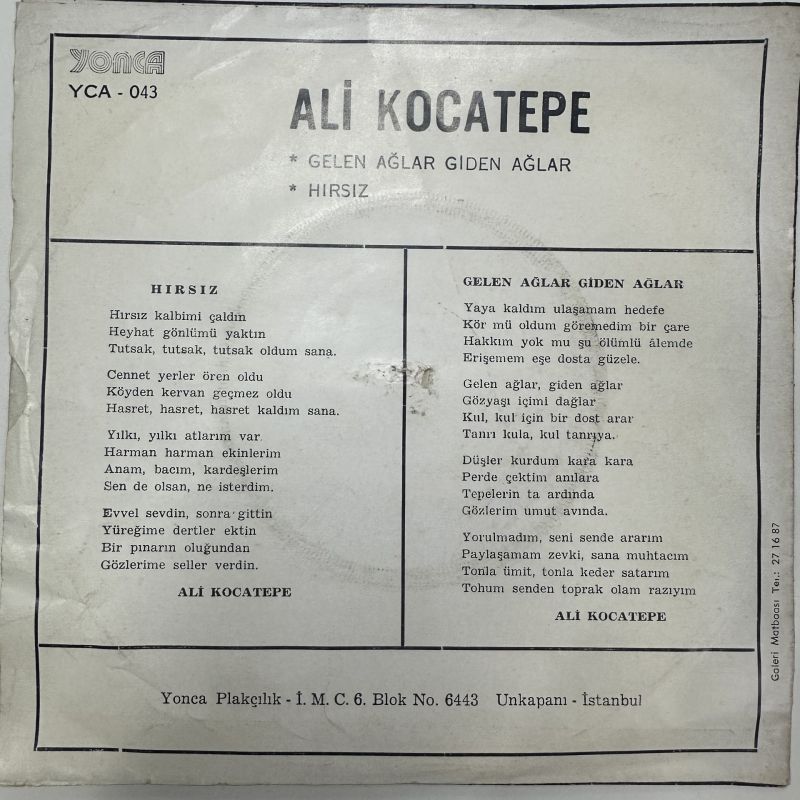 YONCA
YCA - 043
ALİ KOCATEPE
* GELEN AĞLAR GİDEN AĞLAR
* HIRSIZ
HIRSIZ
Hırsız kalbimi çaldın
Heyhat gönlümü yaktın
Tutsak, tutsak, tutsak oldum sana.
Cennet yerler ören oldu
Köyden kervan geçmez oldu
Hasret, hasret, hasret kaldım sana.
Yılkı, yılkı atlarım var
Harman harman ekinlerim
Anam, bacım, kardeşlerim
Sen de olsan, ne isterdim.
Evvel sevdin, sonra gittin
Yüreğime dertler ektin
Bir pınarın oluğundan
Gözlerime seller verdin.
ALİ KOCATEPE
GELEN AĞLAR GİDEN AĞLAR
Yaya kaldım ulaşamam hedefe
Kör mü oldum göremedim bir çare
Hakkım yok mu şu ölümlü âlemde
Erişemem eşe dosta güzele.
Gelen ağlar, giden ağlar
Gözyaşı içimi dağlar
Kul, kul için bir dost arar
Tanrı kula, kul tanrıya.
Düşler kurdum kara kara
Perde çektim anılara
Tepelerin ta ardında
Gözlerim umut avında.
Yorulmadım, seni sende ararım
Paylaşamam zevki, sana muhtacım
Tonla ümit, tonla keder satarım
Tohum senden toprak olam razıyım
ALİ KOCATEPE
Yonca Plakçılık - İ. M. C. 6. Blok No. 6443 Unkapanı - İstanbul
Galeri Matbaası Tel.: 27 16 87